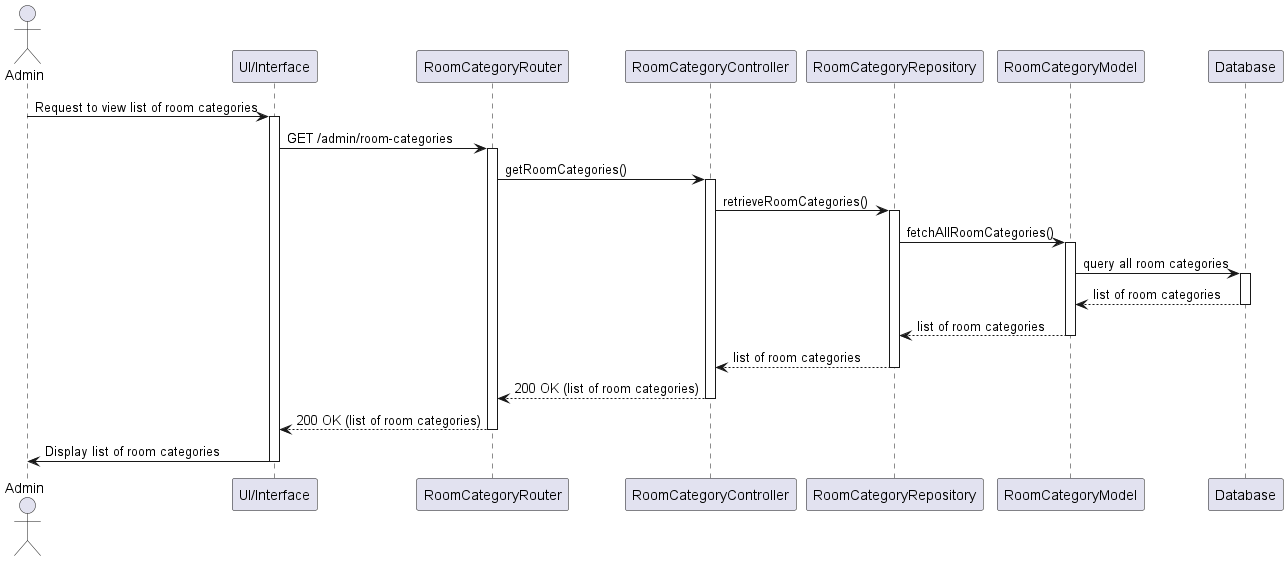 Admin
UI/Interface
RoomCategoryRouter
RoomCategoryController
RoomCategoryRepository
RoomCategoryModel
Database
Request to view list of room categories
GET /admin/room-categories
getRoomCategories()
retrieveRoomCategories()
fetchAllRoomCategories()
query all room categories
list of room categories
list of room categories
list of room categories
200 OK (list of room categories)
200 OK (list of room categories)
Display list of room categories
Admin
UI/Interface
RoomCategoryRouter
RoomCategoryController
RoomCategoryRepository
RoomCategoryModel
Database